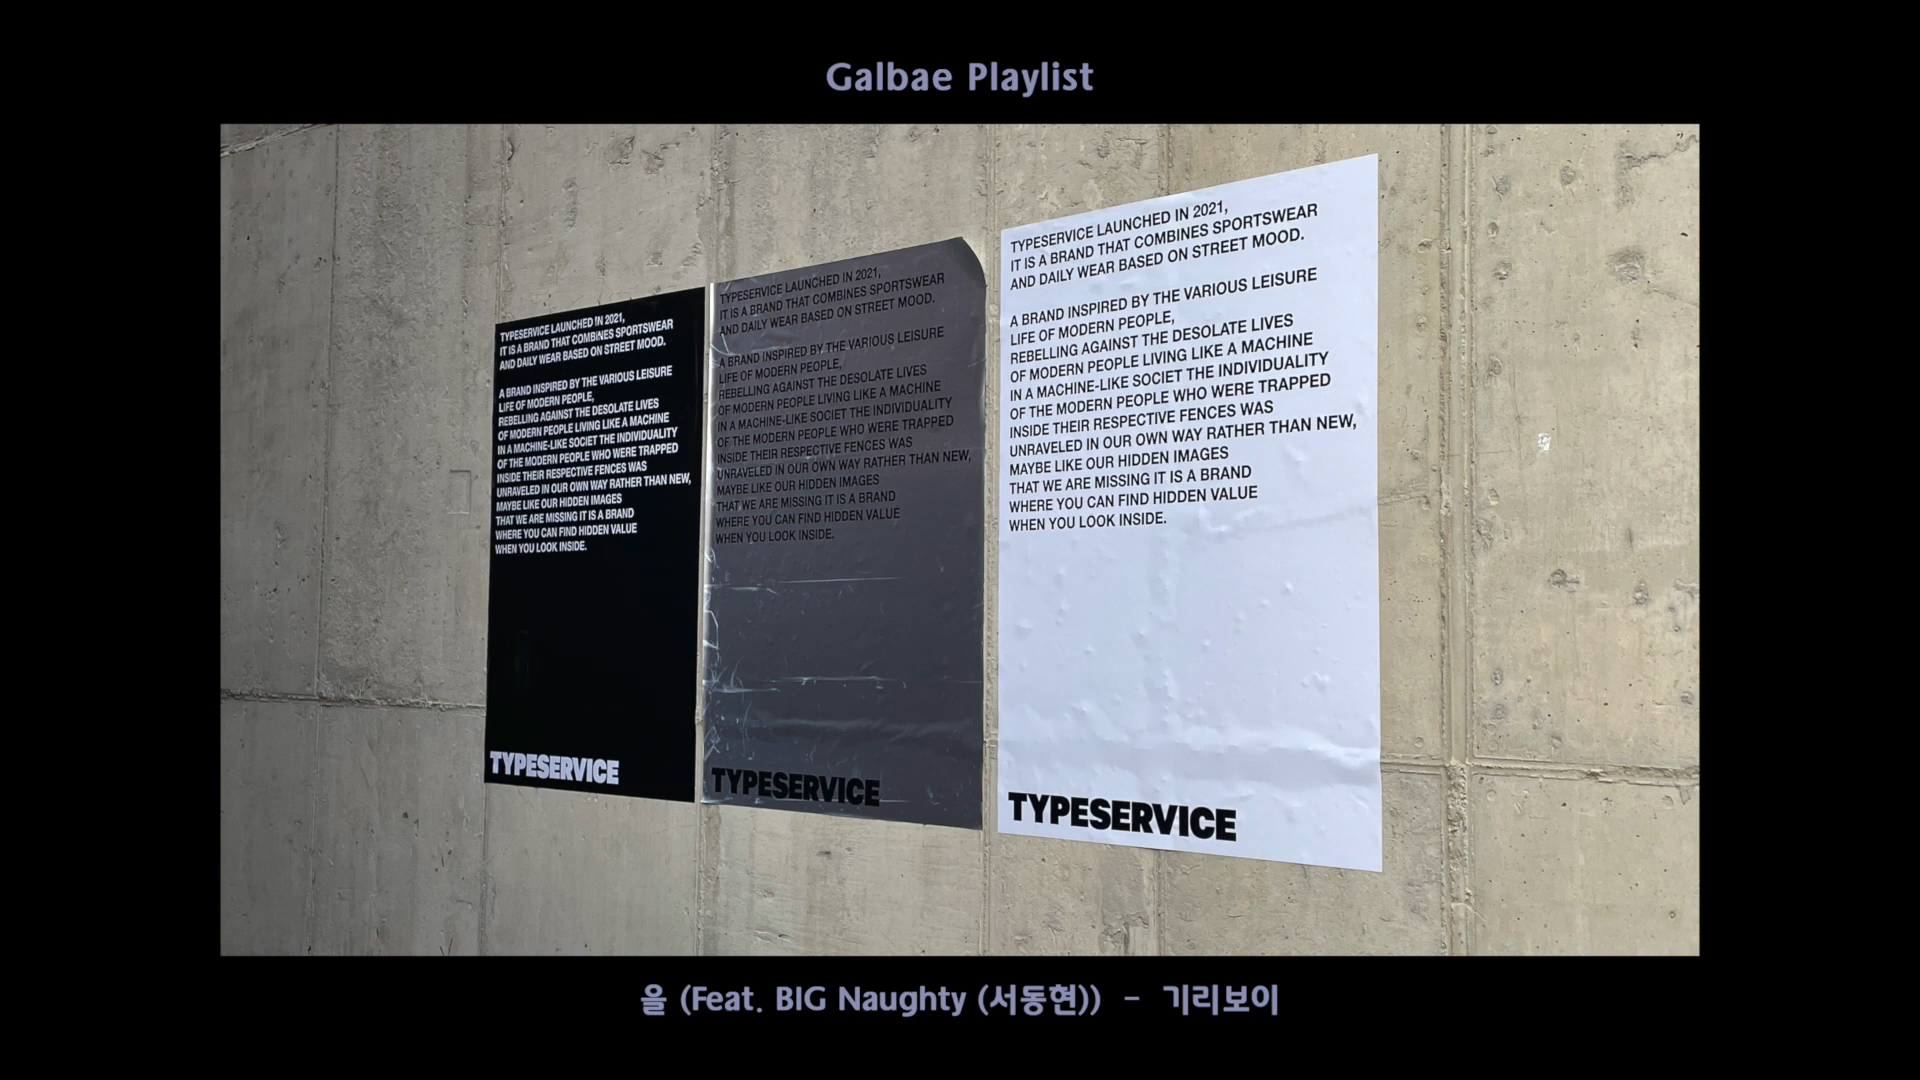 Galbae Playlist
TYPESERVICE LAUNCHED IN 2021,
IT IS A BRAND THAT COMBINES SPORTSWEAR
AND DAILY WEAR BASED ON STREET MOOD.
A BRAND INSPIRED BY THE VARIOUS LEISURE
LIFE OF MODERN PEOPLE,
REBELLING AGAINST THE DESOLATE LIVES
OF MODERN PEOPLE LIVING LIKE A MACHINE
IN A MACHINE-LIKE SOCIET THE INDIVIDUALITY
OF THE MODERN PEOPLE WHO WERE TRAPPED
INSIDE THEIR RESPECTIVE FENCES WAS
UNRAVELED IN OUR OWN WAY RATHER THAN NEW,
MAYBE LIKE OUR HIDDEN IMAGES
THAT WE ARE MISSING IT IS A BRAND
WHERE YOU CAN FIND HIDDEN VALUE
WHEN YOU LOOK INSIDE.
TYPESERVICE
TYPESERVICE LAUNCHED IN 2021,
IT IS A BRAND THAT COMBINES SPORTSWEAR
AND DAILY WEAR BASED ON STREET MOOD.
A BRAND INSPIRED BY THE VARIOUS LEISURE
LIFE OF MODERN PEOPLE,
REBELLING AGAINST THE DESOLATE LIVES
OF MODERN PEOPLE LIVING LIKE A MACHINE
IN A MACHINE-LIKE SOCIET THE INDIVIDUALITY
OF THE MODERN PEOPLE WHO WERE TRAPPED
INSIDE THEIR RESPECTIVE FENCES WAS
UNRAVELED IN OUR OWN WAY RATHER THAN NEW,
MAYBE LIKE OUR HIDDEN IMAGES
THAT WE ARE MISSING IT IS A BRAND
WHERE YOU CAN FIND HIDDEN VALUE
WHEN YOU LOOK INSIDE.
TYPESERVICE
TYPESERVICE LAUNCHED IN 2021,
IT IS A BRAND THAT COMBINES SPORTSWEAR
AND DAILY WEAR BASED ON STREET MOOD.
A BRAND INSPIRED BY THE VARIOUS LEISURE
LIFE OF MODERN PEOPLE,
REBELLING AGAINST THE DESOLATE LIVES
OF MODERN PEOPLE LIVING LIKE A MACHINE
IN A MACHINE-LIKE SOCIET THE INDIVIDUALITY
OF THE MODERN PEOPLE WHO WERE TRAPPED
INSIDE THEIR RESPECTIVE FENCES WAS
UNRAVELED IN OUR OWN WAY RATHER THAN NEW,
MAYBE LIKE OUR HIDDEN IMAGES
THAT WE ARE MISSING IT IS A BRAND
WHERE YOU CAN FIND HIDDEN VALUE
WHEN YOU LOOK INSIDE.
TYPESERVICE
을 (Feat. BIG Naughty (서동현)) - 기리보이